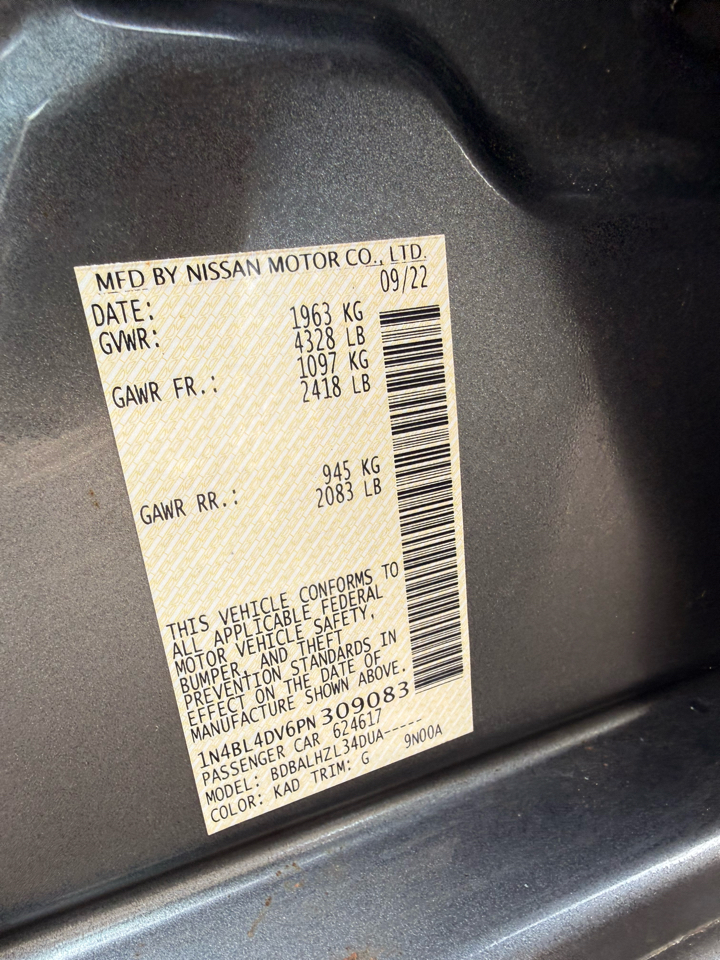 MFD BY NISSAN MOTOR CO., LTD.
DATE: 09/22
GVWR: 1963 KG
4328 LB
GAWR FR.: 1097 KG
2418 LB
GAWR RR.: 945 KG
2083 LB
THIS VEHICLE CONFORMS TO
ALL APPLICABLE FEDERAL
MOTOR VEHICLE SAFETY,
BUMPER, AND THEFT
PREVENTION STANDARDS IN
EFFECT ON THE DATE OF
MANUFACTURE SHOWN ABOVE.
1N4BL4DV6PN309083
PASSENGER CAR 624617
MODEL: BDBALHZL34DUA-----
COLOR: KAD TRIM: G 9N00A